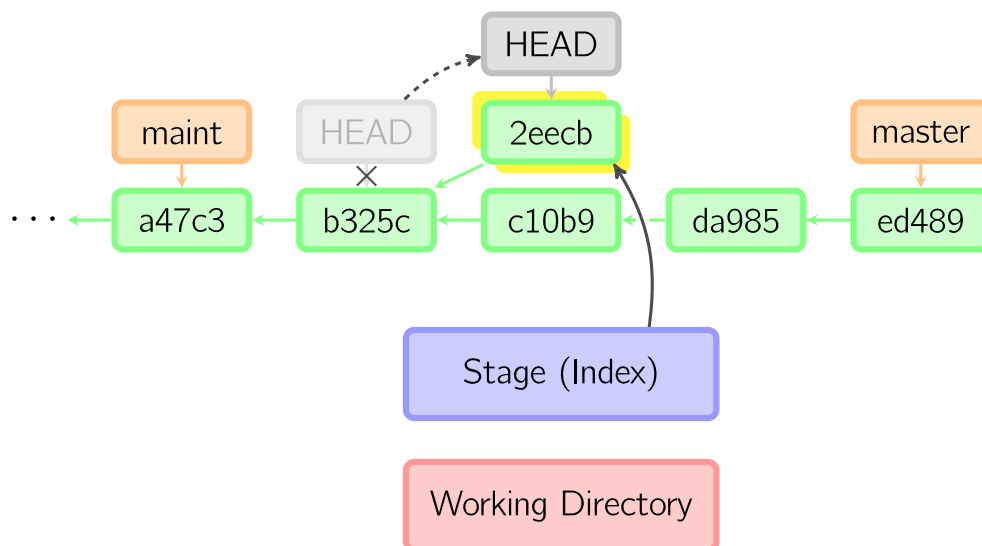 HEAD
maint HEAD 2eecb master
... a47c3 b325c c10b9 da985 ed489
Stage (Index)
Working Directory